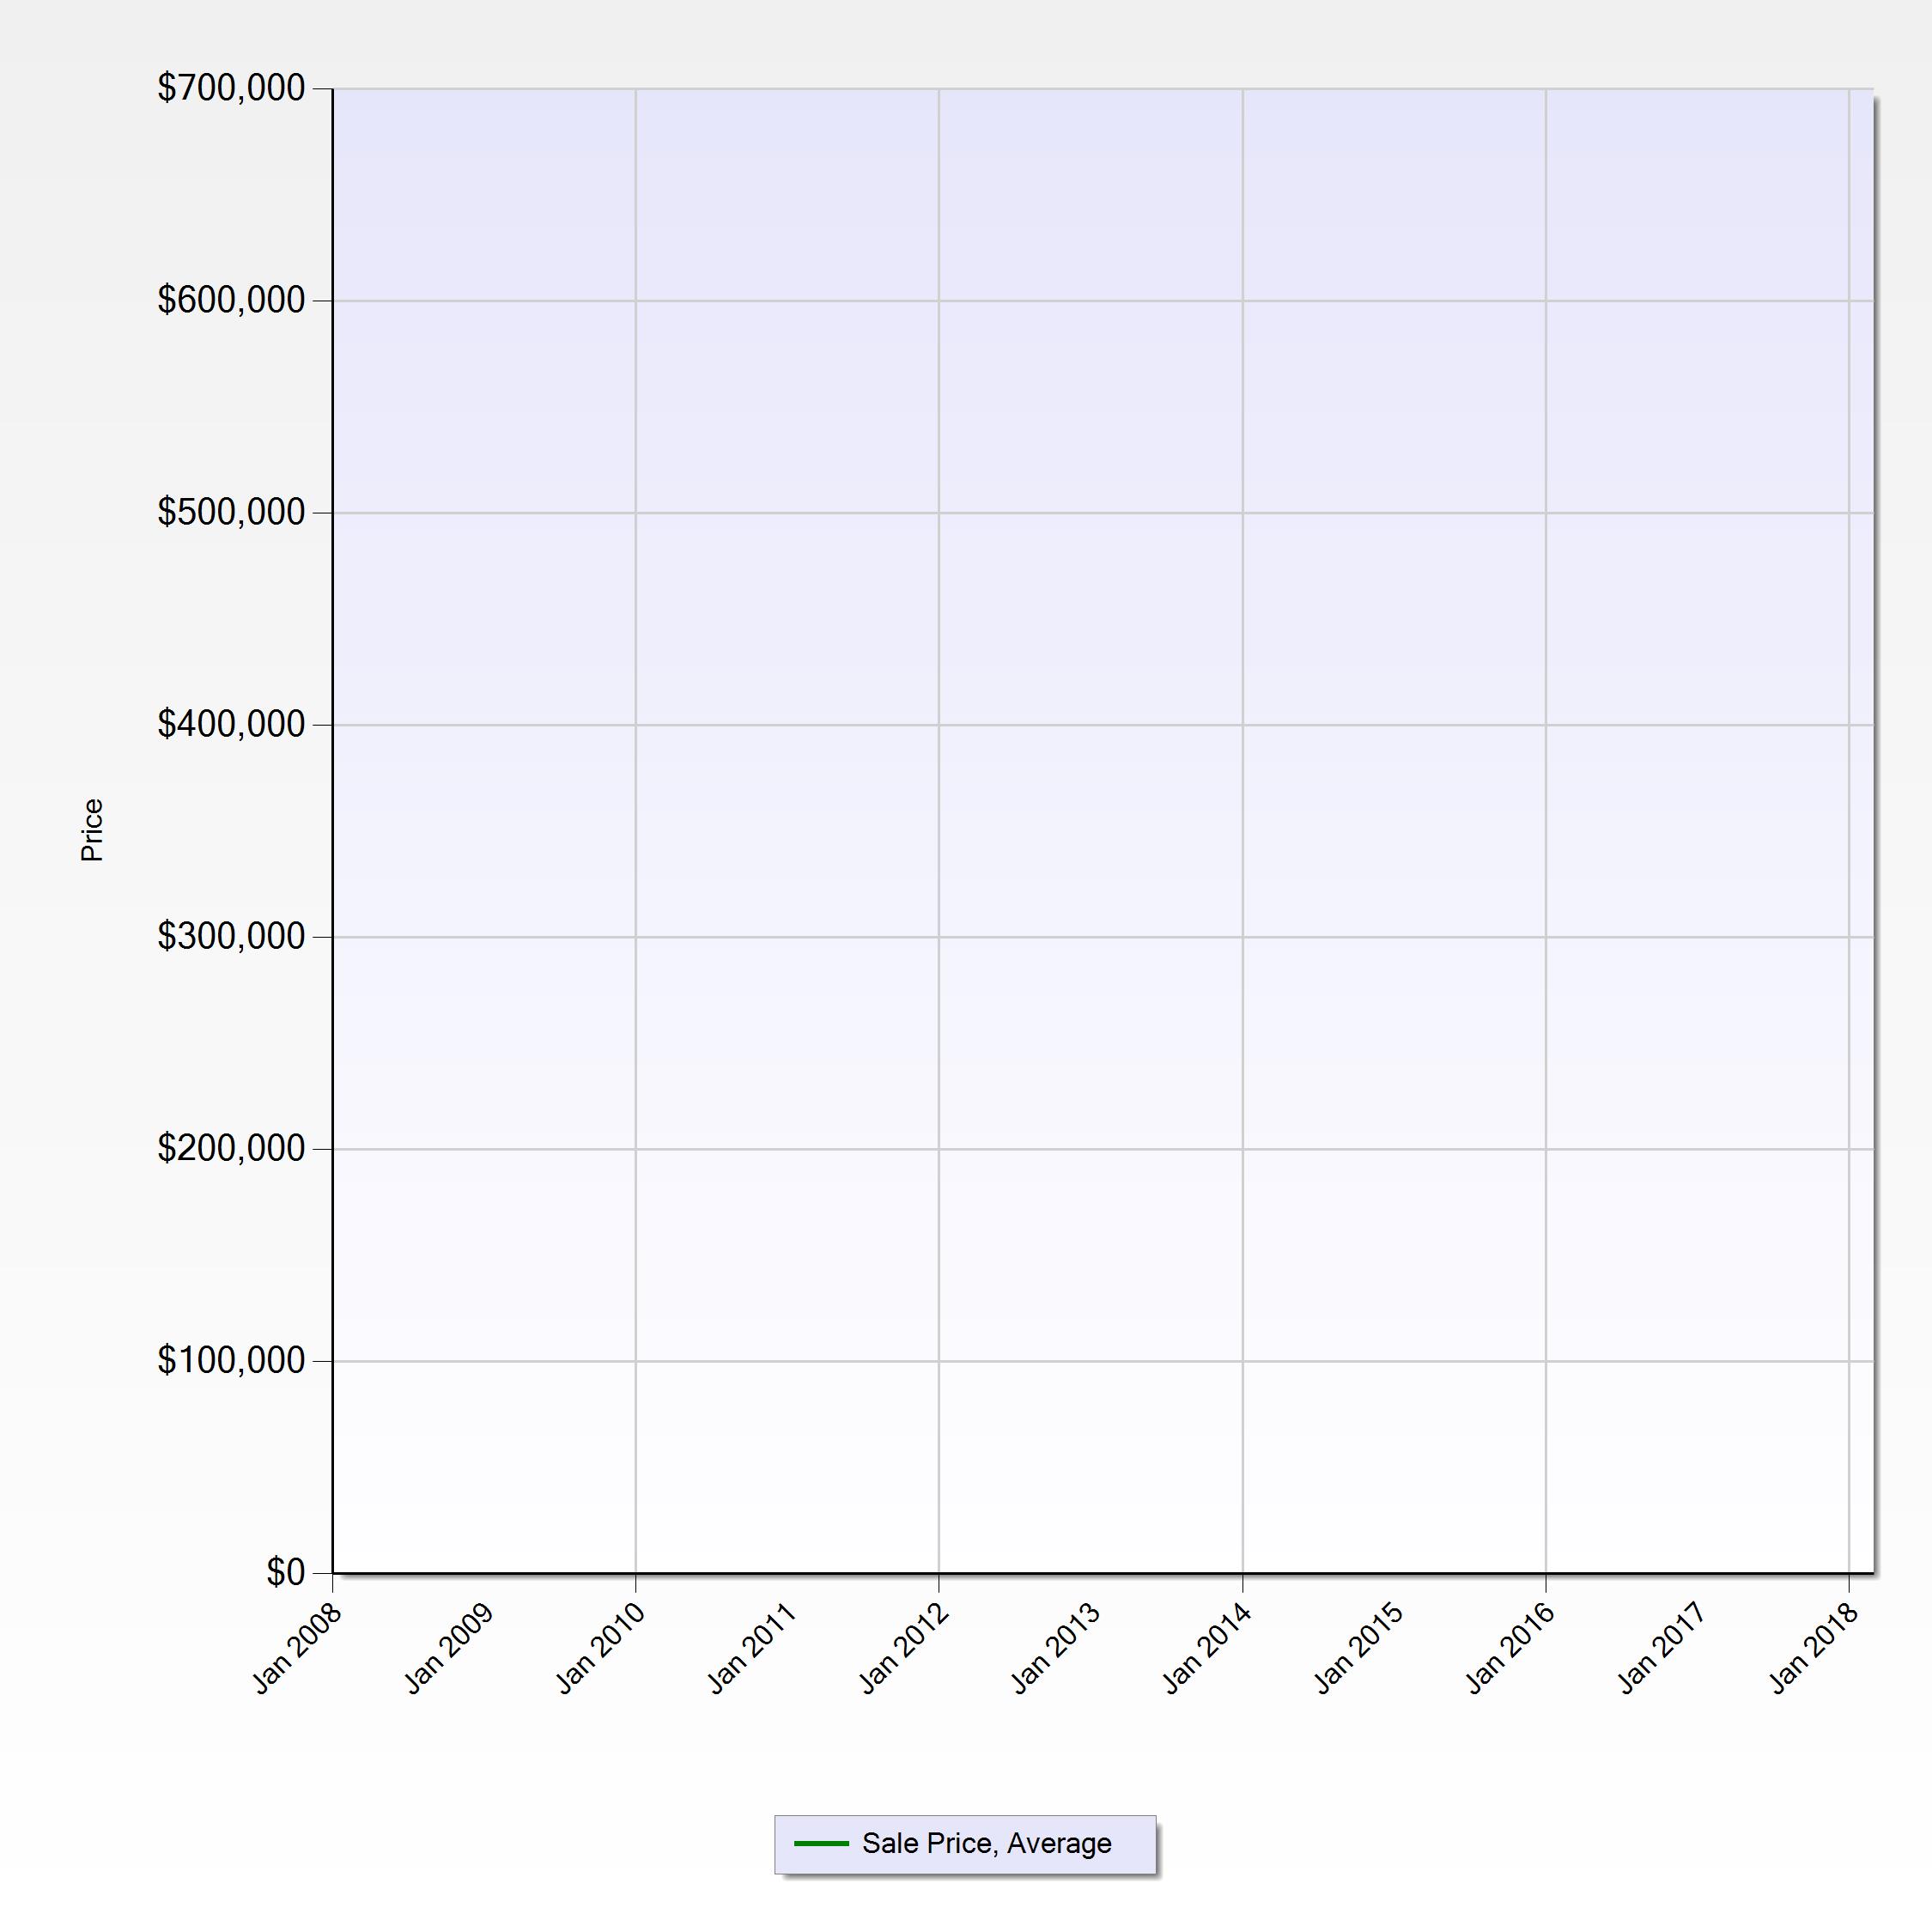 $700,000
$600,000
$500,000
$400,000
Price
$300,000
$200,000
$100,000
$0
Jan 2008
Jan 2009
Jan 2010
Jan 2011
Jan 2012
Jan 2013
Jan 2014
Jan 2015
Jan 2016
Jan 2017
Jan 2018
Sale Price, Average